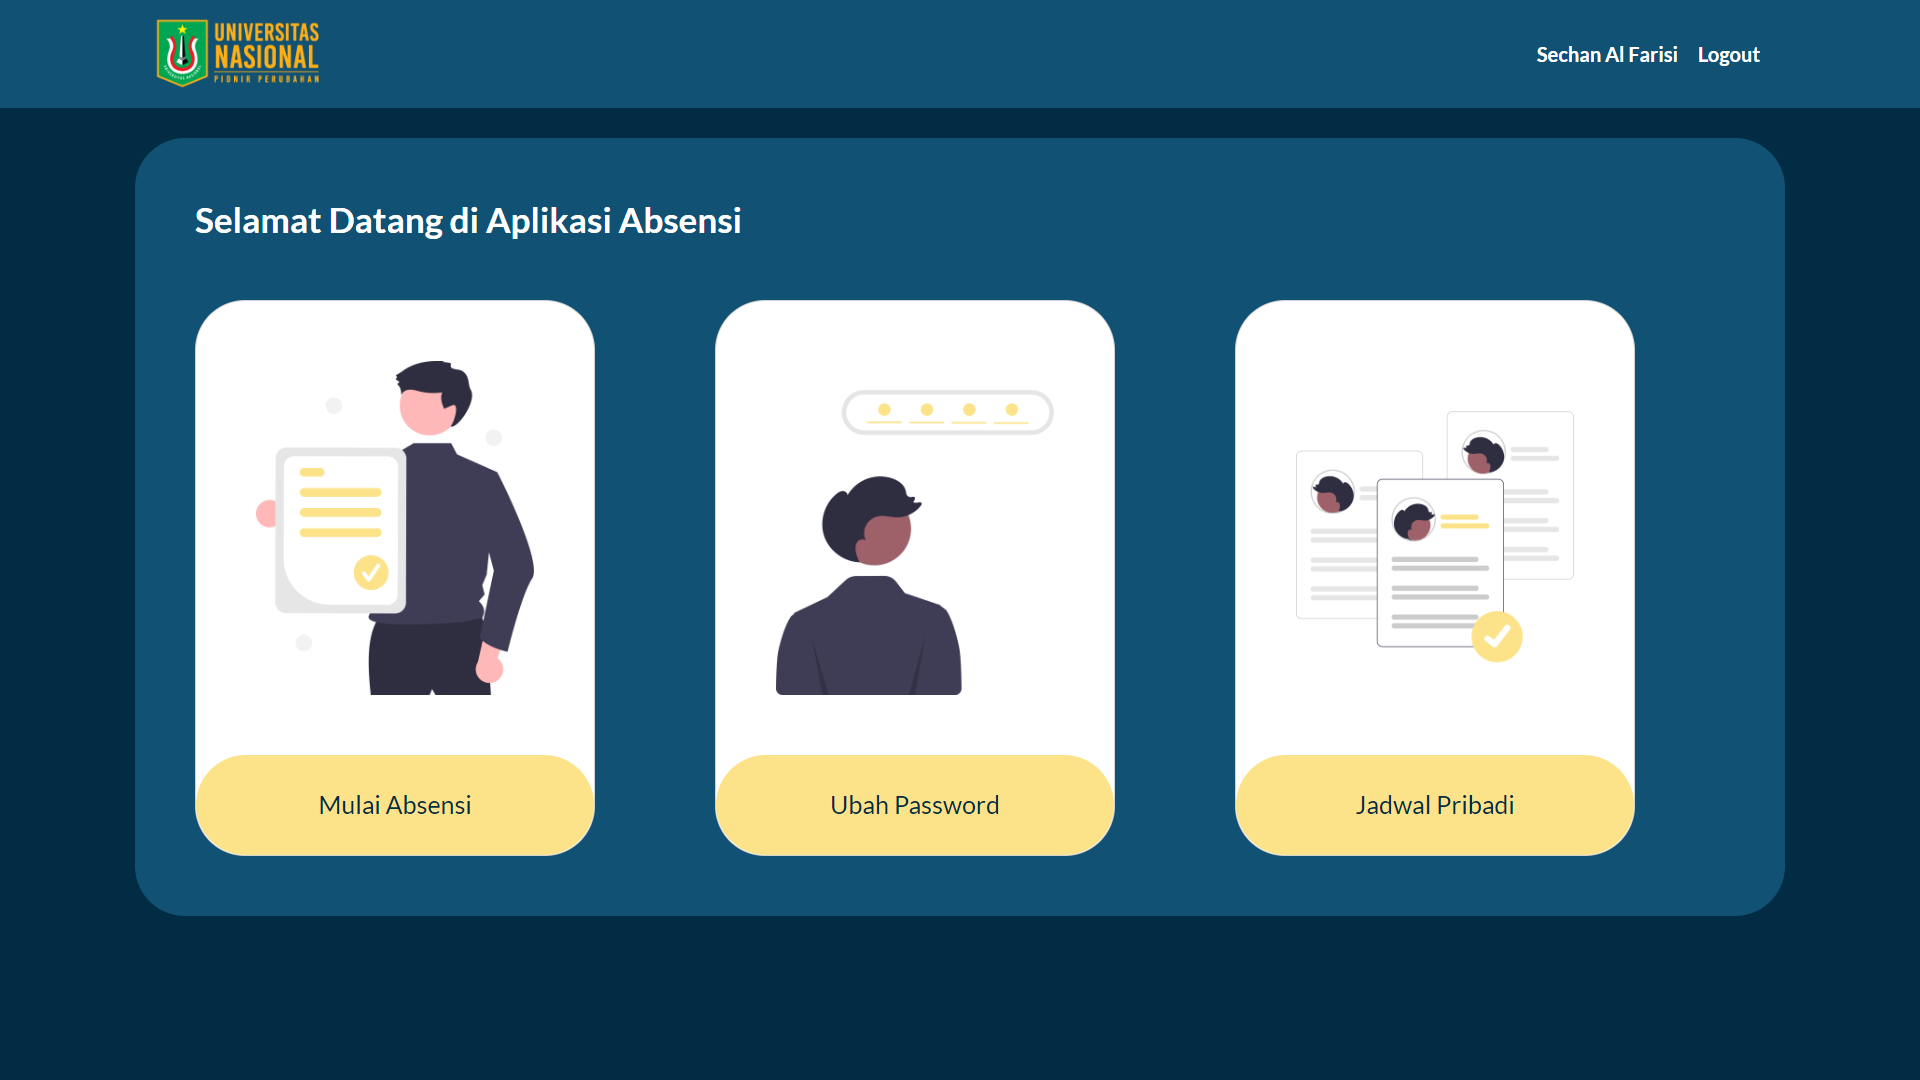 UNIVERSITAS
NASIONAL
PIONIR PERUBAHAN
Sechan Al Farisi Logout
Selamat Datang di Aplikasi Absensi
Mulai Absensi
Ubah Password
Jadwal Pribadi